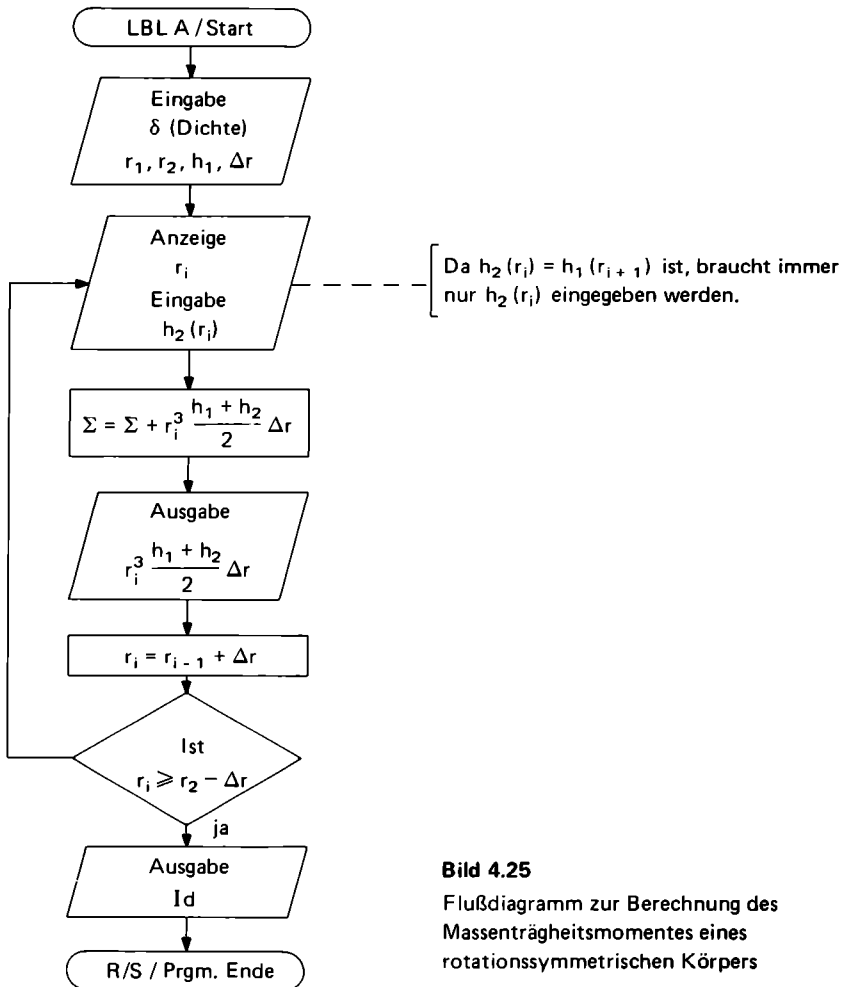 LBL A / Start
Eingabe
δ (Dichte)
r₁, r₂, h₁, Δr
Anzeige
rᵢ
Eingabe
h₂ (rᵢ)
Da h₂ (rᵢ) = h₁ (rᵢ ₊ ₁) ist, braucht immer
nur h₂ (rᵢ) eingegeben werden.
Σ = Σ + rᵢ³ (h₁ + h₂)/2 Δr
Ausgabe
rᵢ³ (h₁ + h₂)/2 Δr
rᵢ = rᵢ ₋ ₁ + Δr
Ist
rᵢ ⩾ r₂ − Δr
ja
Ausgabe
Id
R/S / Prgm. Ende
Bild 4.25
Flußdiagramm zur Berechnung des
Massenträgheitsmomentes eines
rotationssymmetrischen Körpers